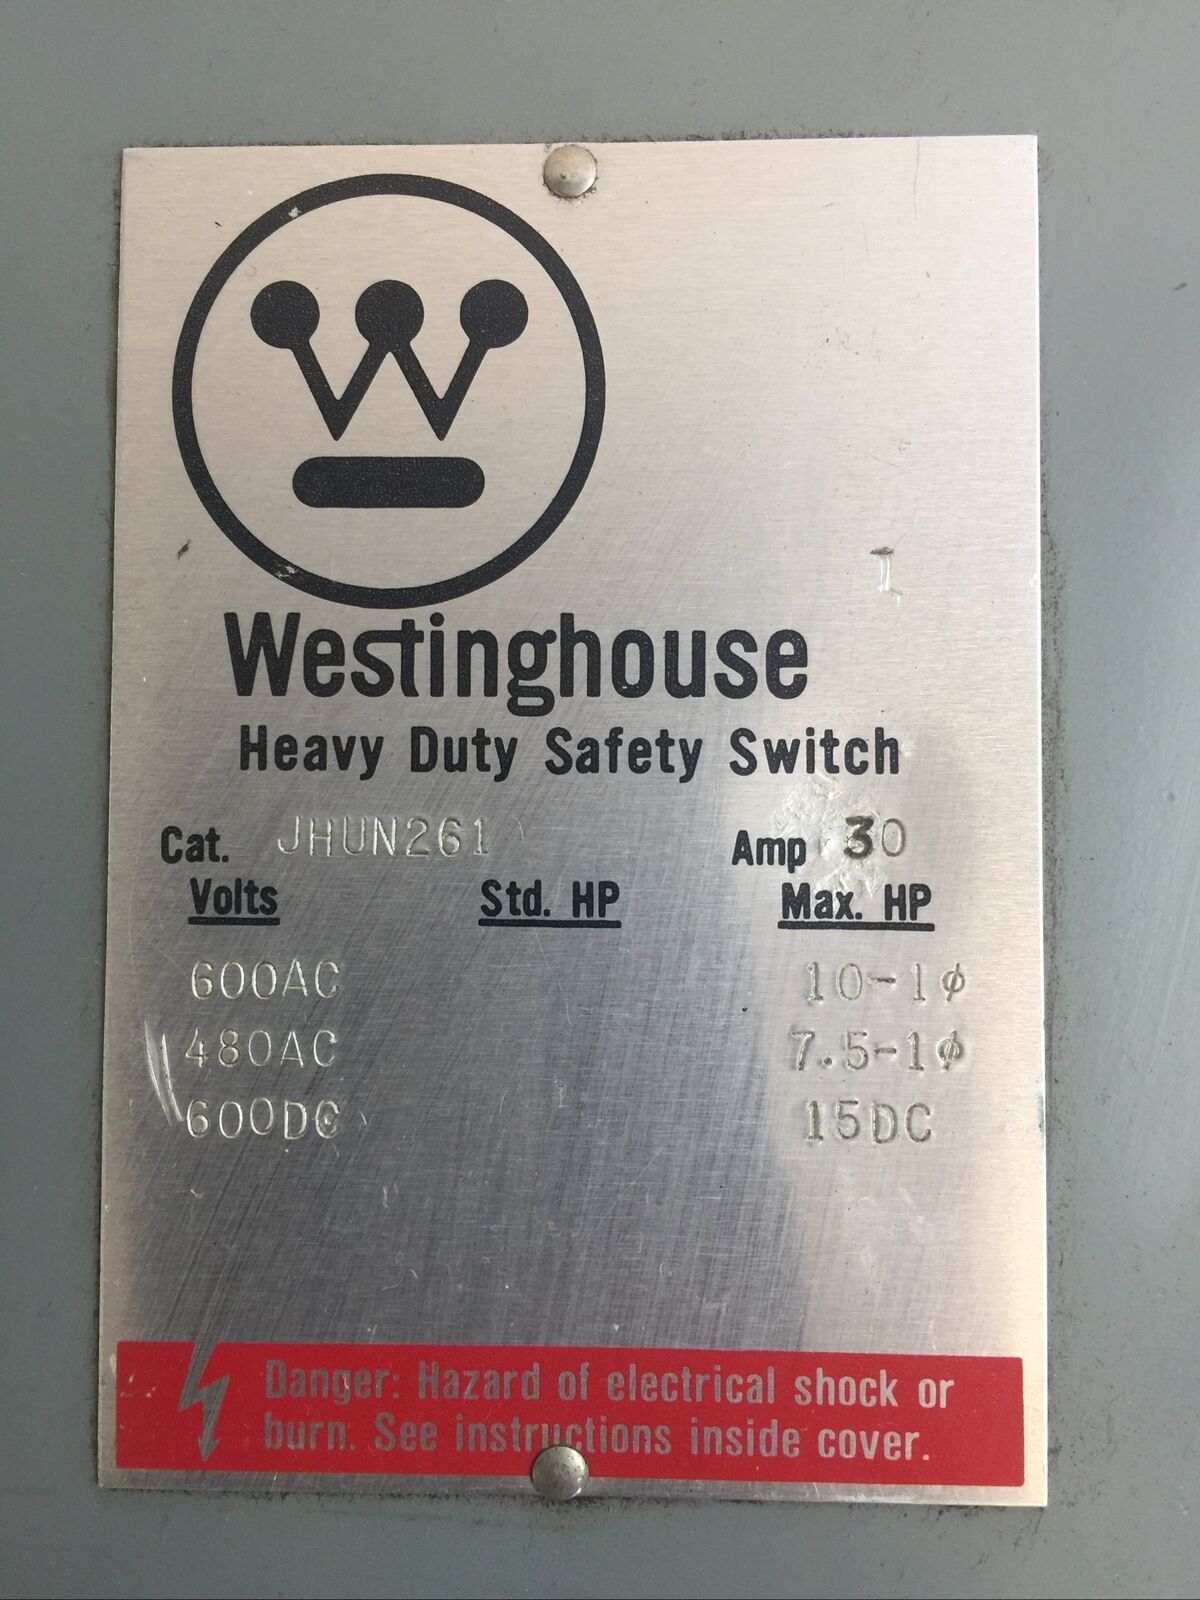 W
I
Westinghouse
Heavy Duty Safety Switch
Cat. JHUN261 Amp 30
Volts Std. HP Max. HP
600AC 10-1ϕ
480AC 7.5-1ϕ
600DC 15DC
Danger: Hazard of electrical shock or
burn. See instructions inside cover.